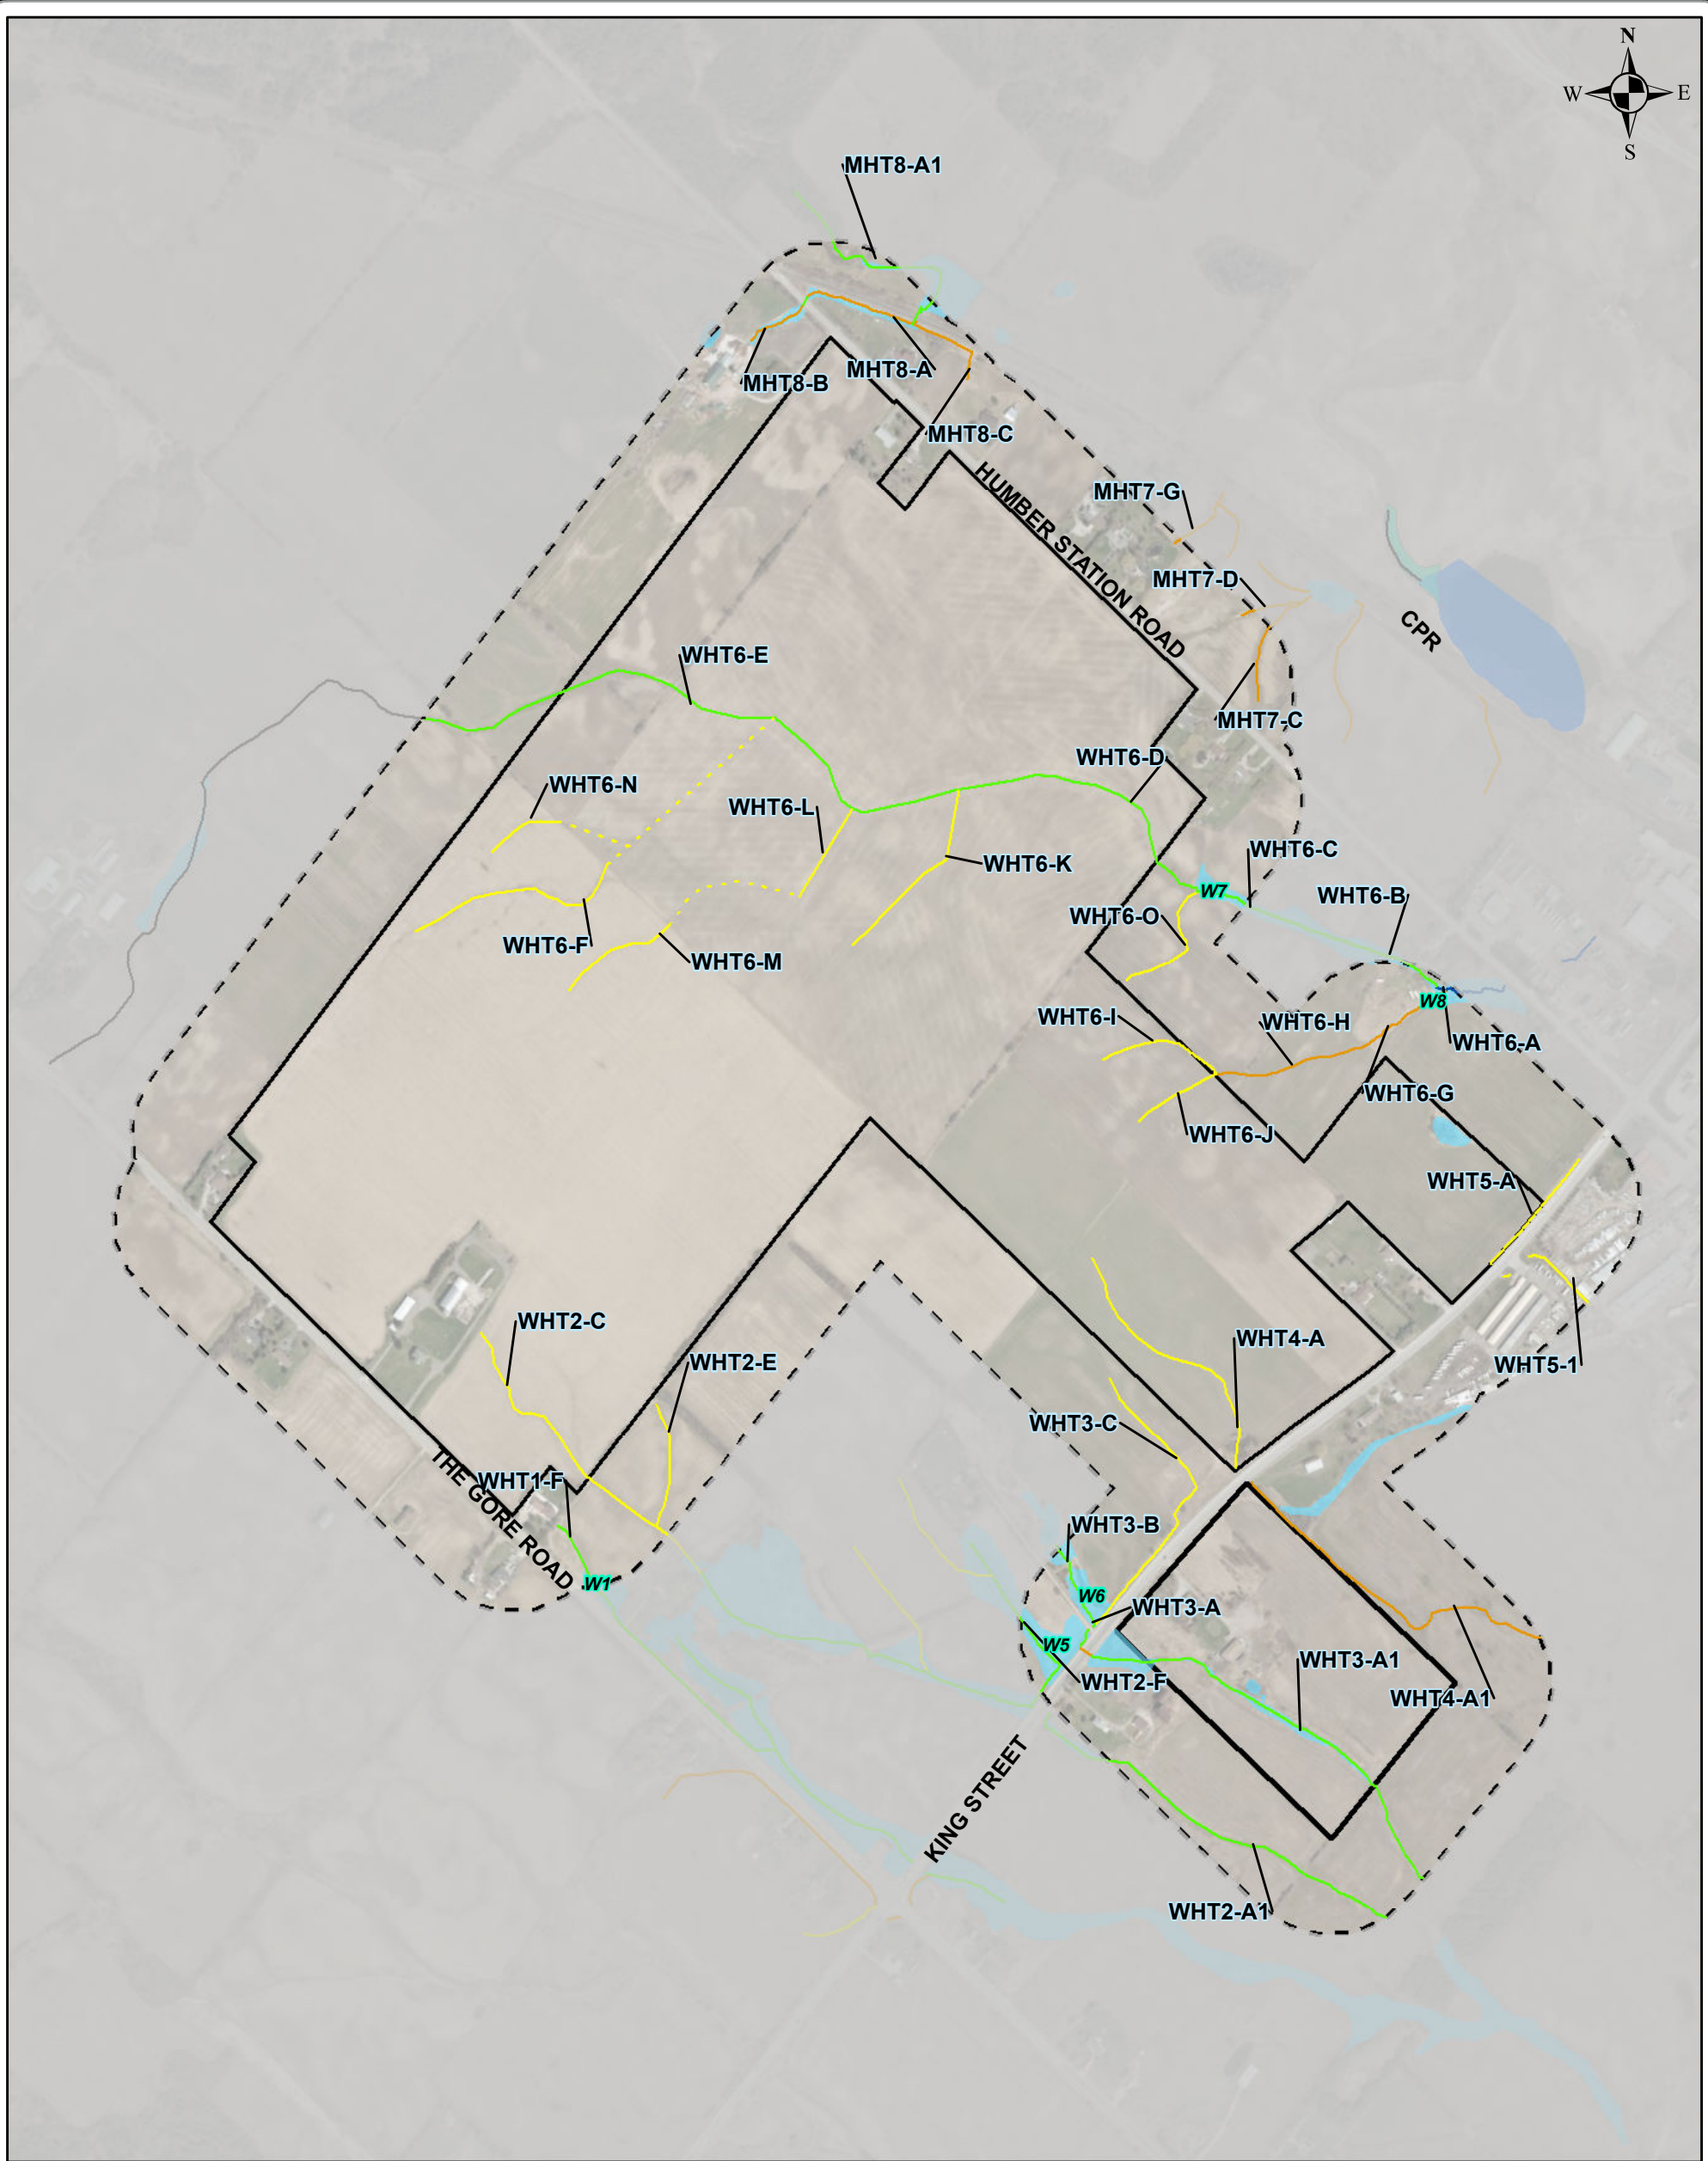 N
W E
S
MHT8-A1
MHT8-A
MHT8-B
MHT8-C
HUMBER STATION ROAD
MHT7-G
MHT7-D
CPR
WHT6-E
MHT7-C
WHT6-D
WHT6-N
WHT6-L
WHT6-C
WHT6-K
W7
WHT6-B
WHT6-O
WHT6-F
WHT6-M
W8
WHT6-I
WHT6-H
WHT6-A
WHT6-G
WHT6-J
WHT5-A
WHT2-C
WHT4-A
WHT2-E
WHT5-1
WHT3-C
WHT1-F
THE GORE ROAD
WHT3-B
W1
W6
WHT3-A
W5
WHT3-A1
WHT2-F
WHT4-A1
KING STREET
WHT2-A1